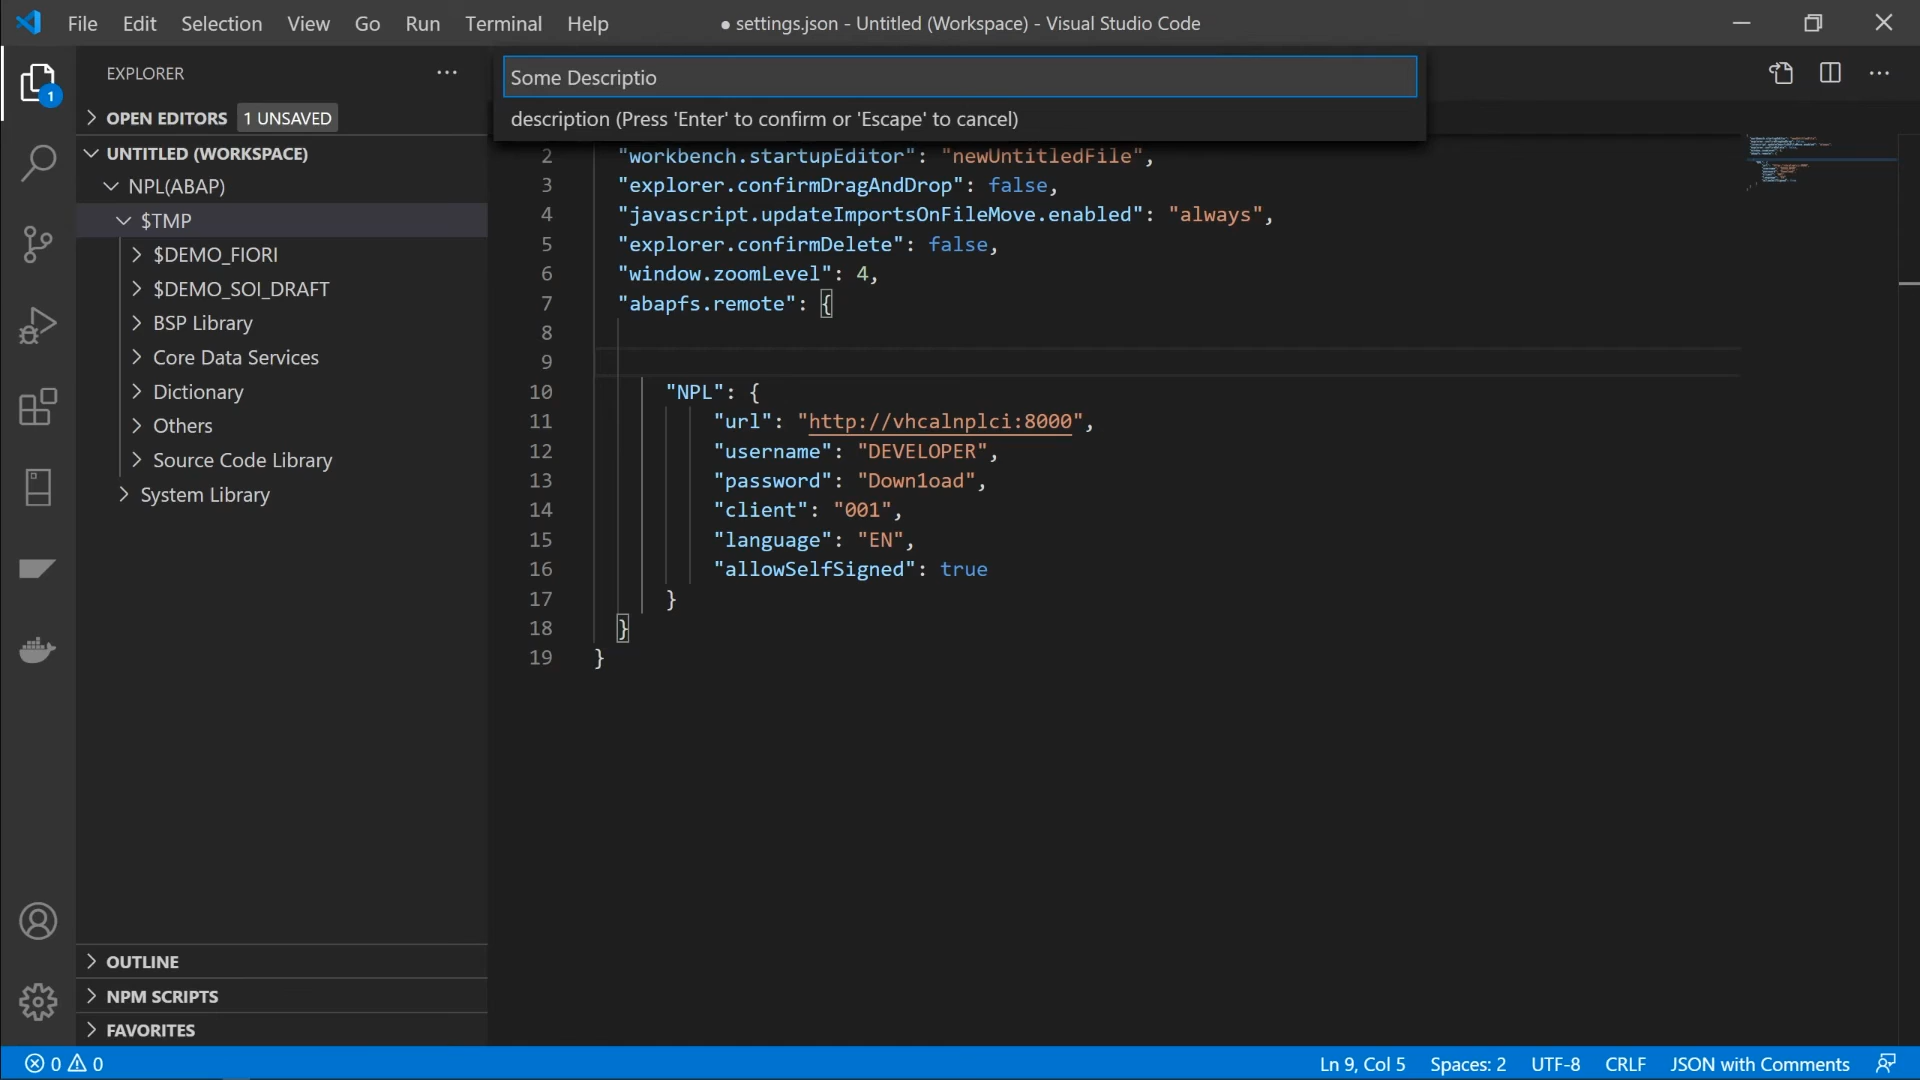 File Edit Selection View Go Run Terminal Help
● settings.json - Untitled (Workspace) - Visual Studio Code
EXPLORER
1
OPEN EDITORS 1 UNSAVED
UNTITLED (WORKSPACE)
NPL(ABAP)
$TMP
$DEMO_FIORI
$DEMO_SOI_DRAFT
BSP Library
Core Data Services
Dictionary
Others
Source Code Library
System Library
OUTLINE
NPM SCRIPTS
FAVORITES
Some Descriptio
description (Press 'Enter' to confirm or 'Escape' to cancel)
2 "workbench.startupEditor": "newUntitledFile",
3 "explorer.confirmDragAndDrop": false,
4 "javascript.updateImportsOnFileMove.enabled": "always",
5 "explorer.confirmDelete": false,
6 "window.zoomLevel": 4,
7 "abapfs.remote": {
8
9
10 "NPL": {
11 "url": "http://vhcalnplci:8000",
12 "username": "DEVELOPER",
13 "password": "Down1oad",
14 "client": "001",
15 "language": "EN",
16 "allowSelfSigned": true
17 }
18 }
19 }
0 0
Ln 9, Col 5 Spaces: 2 UTF-8 CRLF JSON with Comments